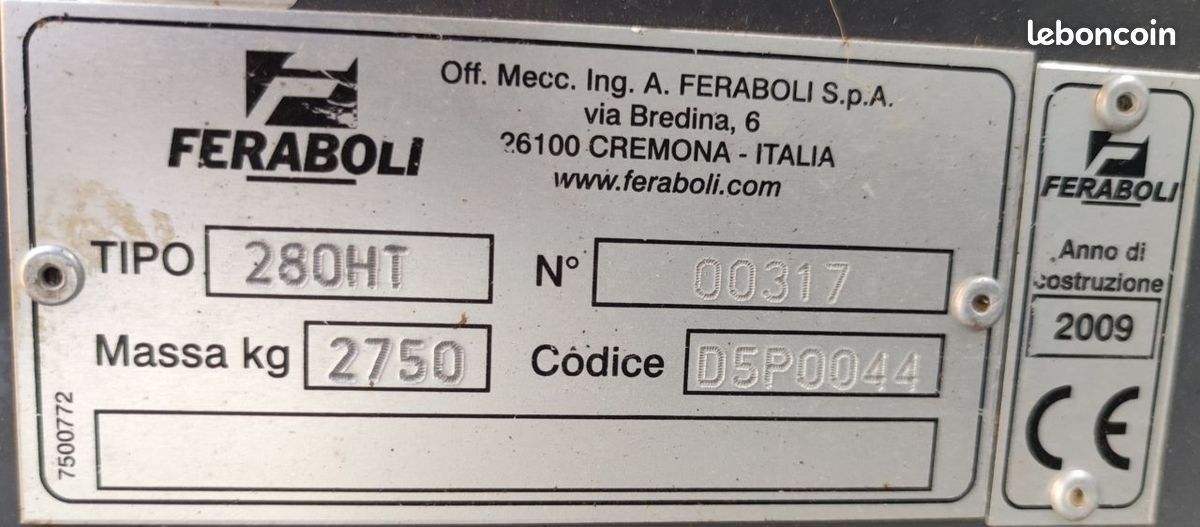 leboncoin
FERABOLI
Off. Mecc. Ing. A. FERABOLI S.p.A.
via Bredina, 6
26100 CREMONA - ITALIA
www.feraboli.com
TIPO 280HT N° 00317
Massa kg 2750 Codice D5P0044
7500772
FERABOLI
Anno di
costruzione
2009
CE